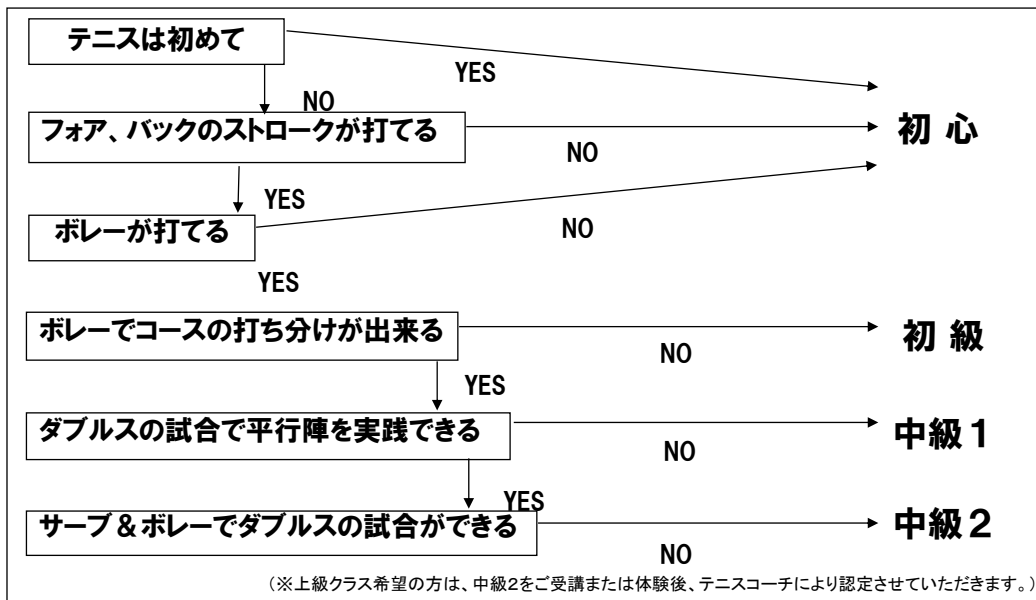 テニスは初めて
YES
NO
フォア、バックのストロークが打てる
NO
初 心
YES
ボレーが打てる
NO
YES
ボレーでコースの打ち分けが出来る
NO
初 級
YES
ダブルスの試合で平行陣を実践できる
NO
中級1
YES
サーブ&ボレーでダブルスの試合ができる
NO
中級2
(※上級クラス希望の方は、中級2をご受講または体験後、テニスコーチにより認定させていただきます。)